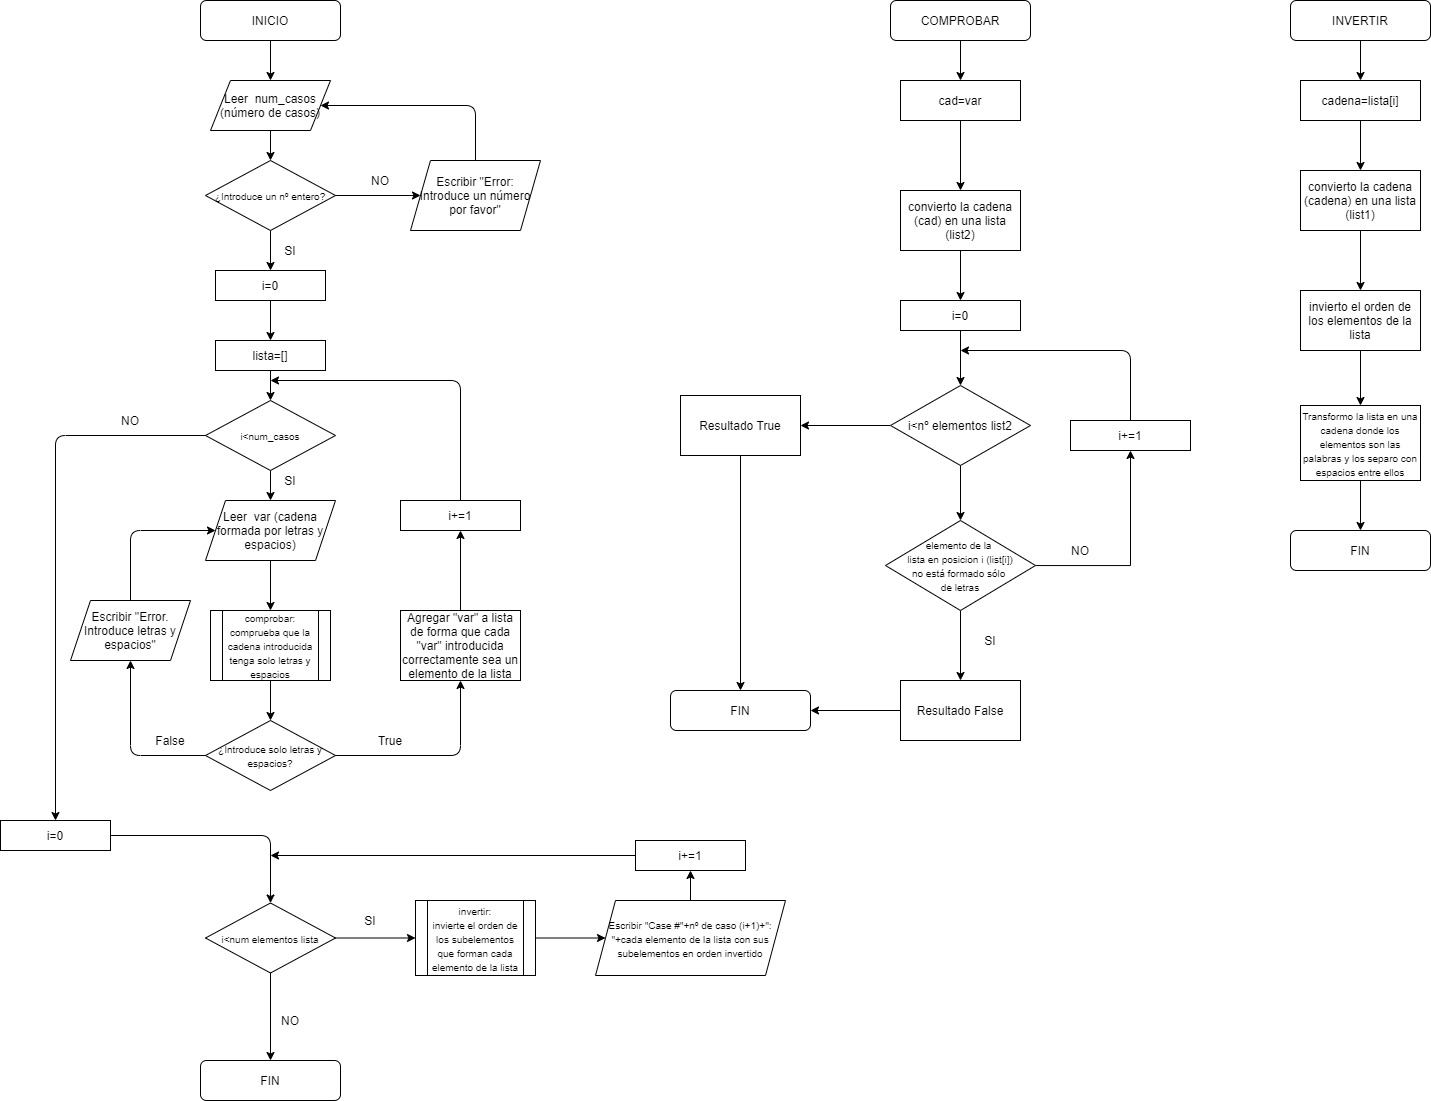 INICIO
Leer  num_casos
(número de casos)
¿Introduce un nº entero?
NO
Escribir "Error:
Introduce un número
por favor"
SI
i=0
lista=[]
i<num_casos
NO
SI
Leer  var (cadena
formada por letras y
espacios)
i+=1
Escribir "Error.
Introduce letras y
espacios"
comprobar:
comprueba que la
cadena introducida
tenga solo letras y
espacios
Agregar "var" a lista
de forma que cada
"var" introducida
correctamente sea un
elemento de la lista
False
¿Introduce solo letras y
espacios?
True
i=0
i<num elementos lista
SI
invertir:
invierte el orden de
los subelementos
que forman cada
elemento de la lista
Escribir "Case #"+nº de caso (i+1)+":
"+cada elemento de la lista con sus
subelementos en orden invertido
i+=1
NO
FIN
COMPROBAR
cad=var
convierto la cadena
(cad) en una lista
(list2)
i=0
i<nº elementos list2
Resultado True
i+=1
elemento de la
lista en posicion i (list[i])
no está formado sólo
de letras
NO
SI
Resultado False
FIN
INVERTIR
cadena=lista[i]
convierto la cadena
(cadena) en una lista
(list1)
invierto el orden de
los elementos de la
lista
Transformo la lista en una
cadena donde los
elementos son las
palabras y los separo con
espacios entre ellos
FIN